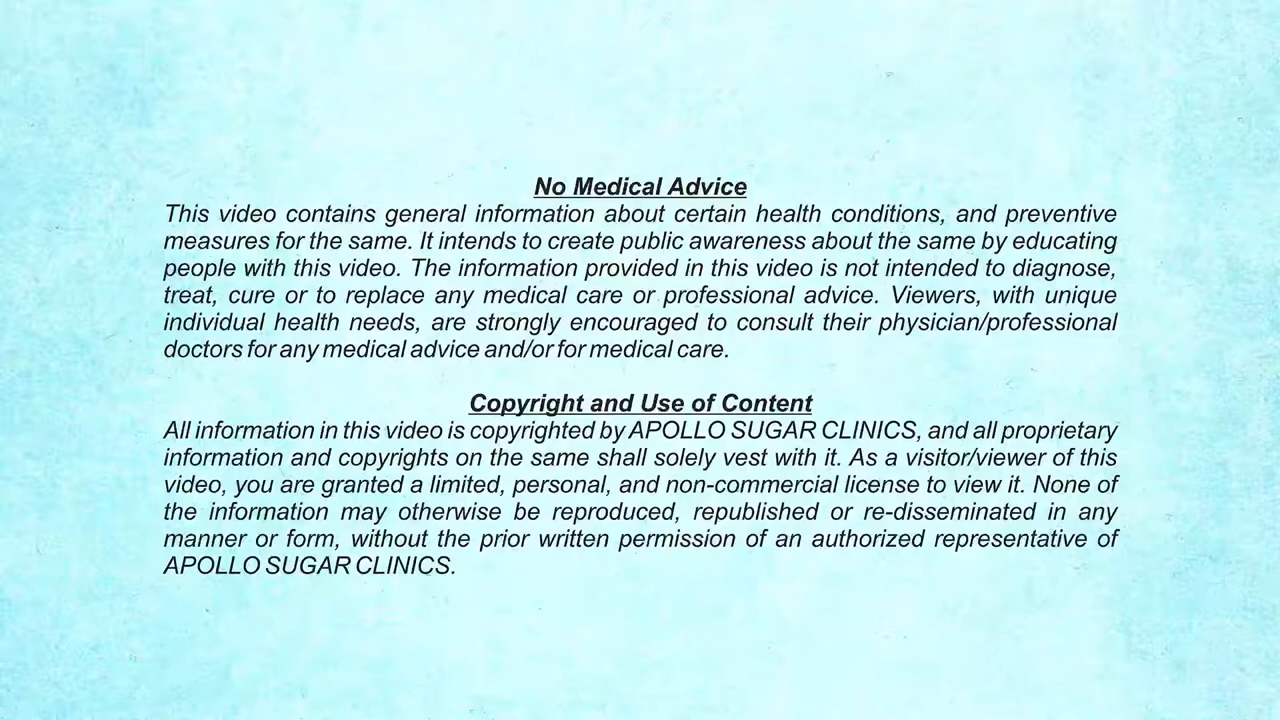 No Medical Advice
This video contains general information about certain health conditions, and preventive
measures for the same. It intends to create public awareness about the same by educating
people with this video. The information provided in this video is not intended to diagnose,
treat, cure or to replace any medical care or professional advice. Viewers, with unique
individual health needs, are strongly encouraged to consult their physician/professional
doctors for any medical advice and/or for medical care.
Copyright and Use of Content
All information in this video is copyrighted by APOLLO SUGAR CLINICS, and all proprietary
information and copyrights on the same shall solely vest with it. As a visitor/viewer of this
video, you are granted a limited, personal, and non-commercial license to view it. None of
the information may otherwise be reproduced, republished or re-disseminated in any
manner or form, without the prior written permission of an authorized representative of
APOLLO SUGAR CLINICS.